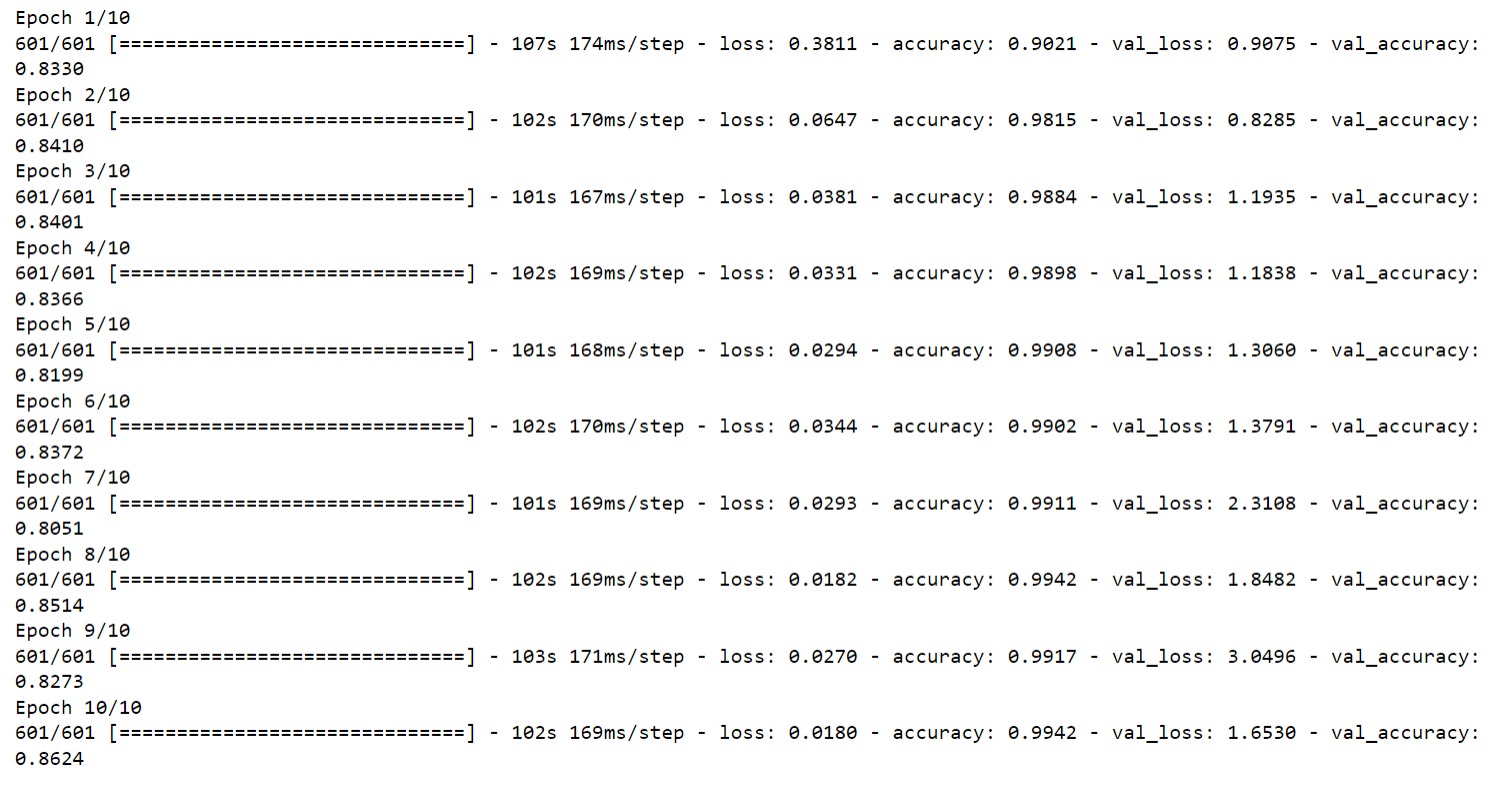 Epoch 1/10
601/601 [==============================] - 107s 174ms/step - loss: 0.3811 - accuracy: 0.9021 - val_loss: 0.9075 - val_accuracy:
0.8330
Epoch 2/10
601/601 [==============================] - 102s 170ms/step - loss: 0.0647 - accuracy: 0.9815 - val_loss: 0.8285 - val_accuracy:
0.8410
Epoch 3/10
601/601 [==============================] - 101s 167ms/step - loss: 0.0381 - accuracy: 0.9884 - val_loss: 1.1935 - val_accuracy:
0.8401
Epoch 4/10
601/601 [==============================] - 102s 169ms/step - loss: 0.0331 - accuracy: 0.9898 - val_loss: 1.1838 - val_accuracy:
0.8366
Epoch 5/10
601/601 [==============================] - 101s 168ms/step - loss: 0.0294 - accuracy: 0.9908 - val_loss: 1.3060 - val_accuracy:
0.8199
Epoch 6/10
601/601 [==============================] - 102s 170ms/step - loss: 0.0344 - accuracy: 0.9902 - val_loss: 1.3791 - val_accuracy:
0.8372
Epoch 7/10
601/601 [==============================] - 101s 169ms/step - loss: 0.0293 - accuracy: 0.9911 - val_loss: 2.3108 - val_accuracy:
0.8051
Epoch 8/10
601/601 [==============================] - 102s 169ms/step - loss: 0.0182 - accuracy: 0.9942 - val_loss: 1.8482 - val_accuracy:
0.8514
Epoch 9/10
601/601 [==============================] - 103s 171ms/step - loss: 0.0270 - accuracy: 0.9917 - val_loss: 3.0496 - val_accuracy:
0.8273
Epoch 10/10
601/601 [==============================] - 102s 169ms/step - loss: 0.0180 - accuracy: 0.9942 - val_loss: 1.6530 - val_accuracy:
0.8624